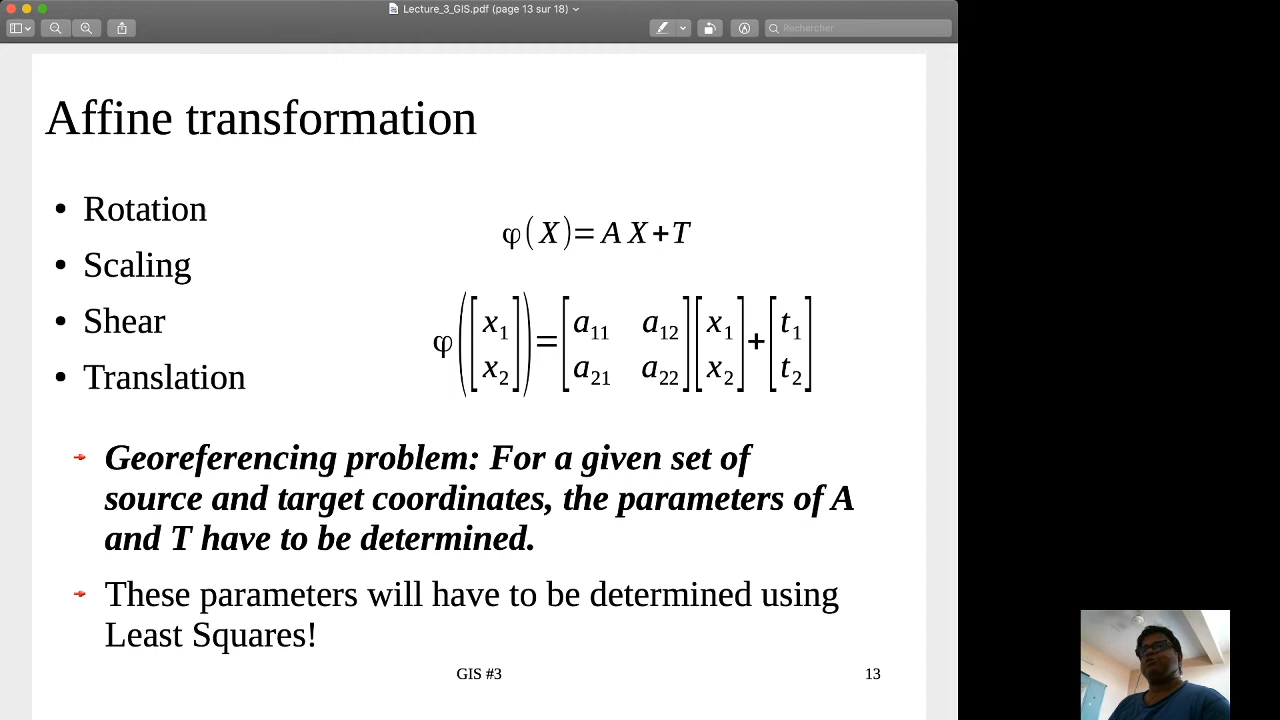 Lecture_3_GIS.pdf (page 13 sur 18)
Rechercher
Affine transformation
• Rotation
• Scaling
• Shear
• Translation
φ(X)=A X+T
φ([x₁ x₂])=[a₁₁ a₁₂ a₂₁ a₂₂][x₁ x₂]+[t₁ t₂]
Georeferencing problem: For a given set of
source and target coordinates, the parameters of A
and T have to be determined.
These parameters will have to be determined using
Least Squares!
GIS #3
13